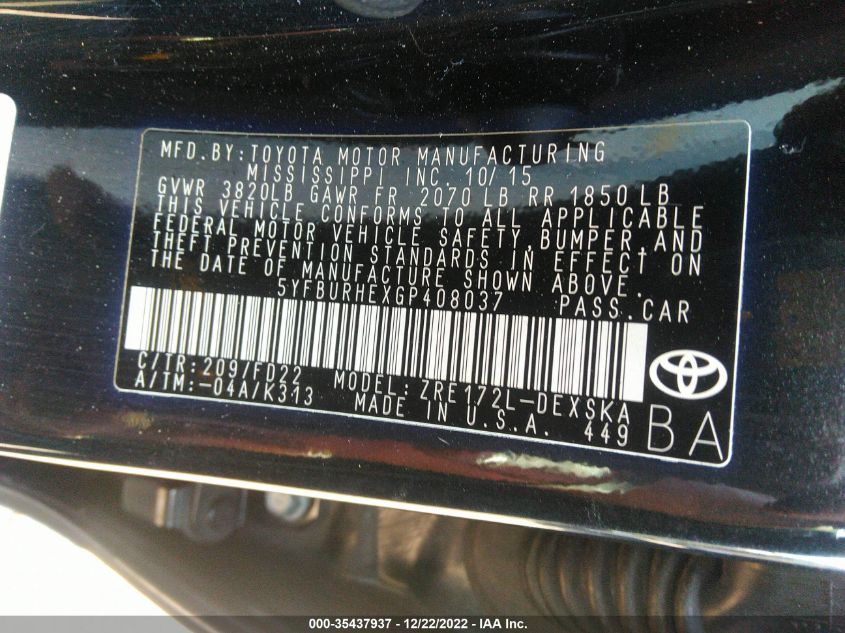 MFD.BY:TOYOTA MOTOR MANUFACTURING
MISSISSIPPI INC. 10/15
GVWR 3820LB GAWR FR 2070 LB RR 1850 LB
THIS VEHICLE CONFORMS TO ALL APPLICABLE
FEDERAL MOTOR VEHICLE SAFETY, BUMPER, AND
THEFT PREVENTION STANDARDS IN EFFECT ON
THE DATE OF MANUFACTURE SHOWN ABOVE.
5YFBURHEXGP408037 PASS.CAR
C/TR:209/FD22 MODEL: ZRE172L-DEXSKA
A/TM:-04A/K313 MADE IN U.S.A. 449
BA
000-35437937 - 12/22/2022 - IAA Inc.